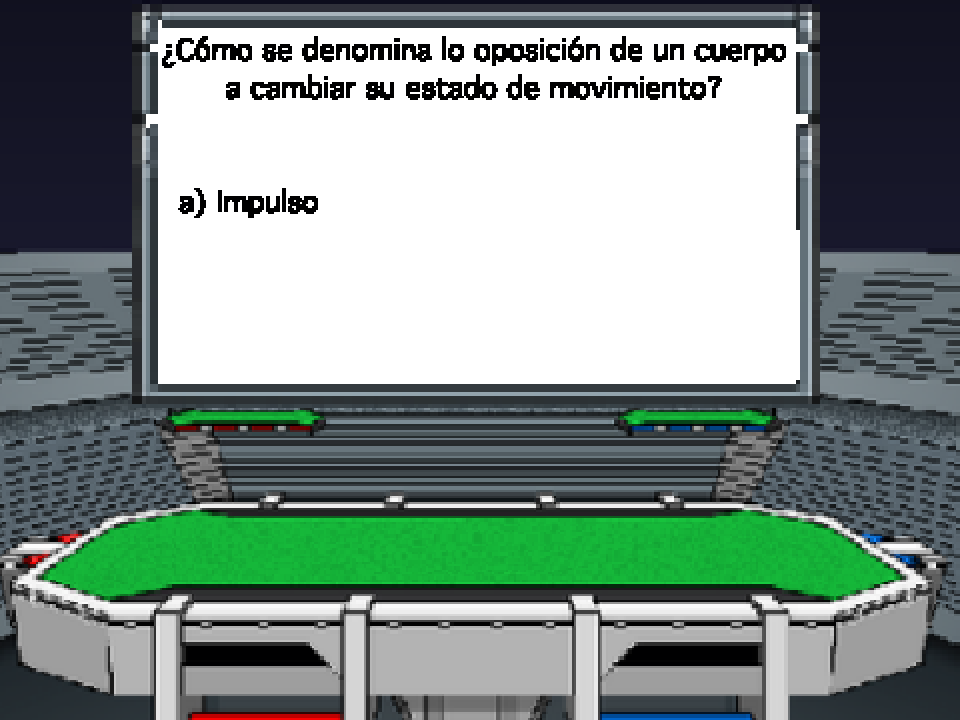 ¿Cómo se denomina lo oposición de un cuerpo
a cambiar su estado de movimiento?
a) Impulso